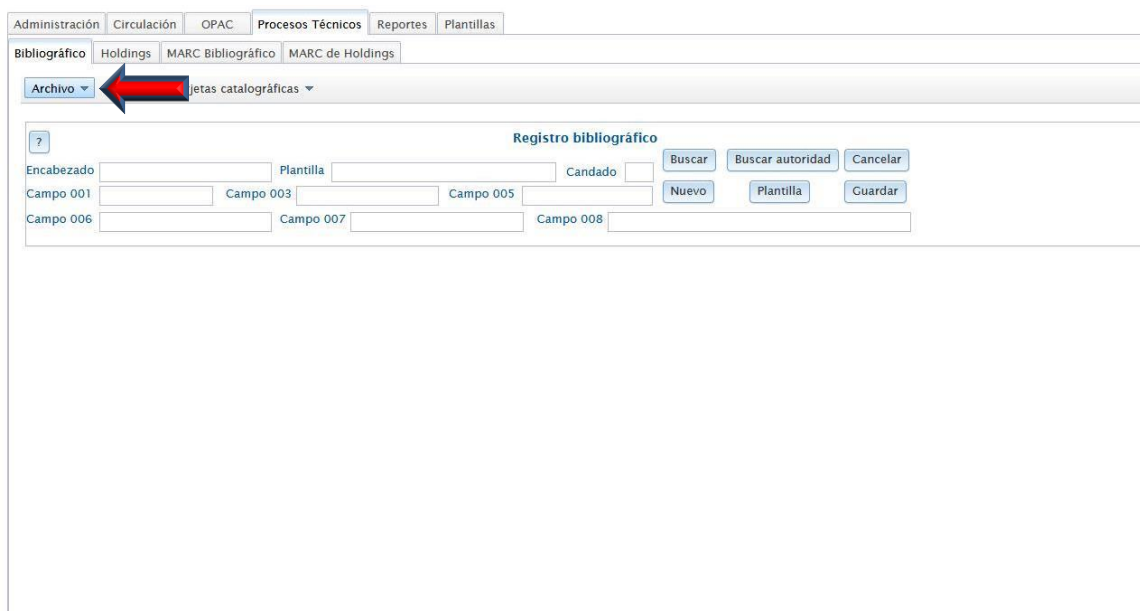 Administración Circulación OPAC Procesos Técnicos Reportes Plantillas
Bibliográfico Holdings MARC Bibliográfico MARC de Holdings
Archivo catalográficas
?
Registro bibliográfico
Encabezado Plantilla Candado Buscar Buscar autoridad Cancelar
Campo 001 Campo 003 Campo 005 Nuevo Plantilla Guardar
Campo 006 Campo 007 Campo 008